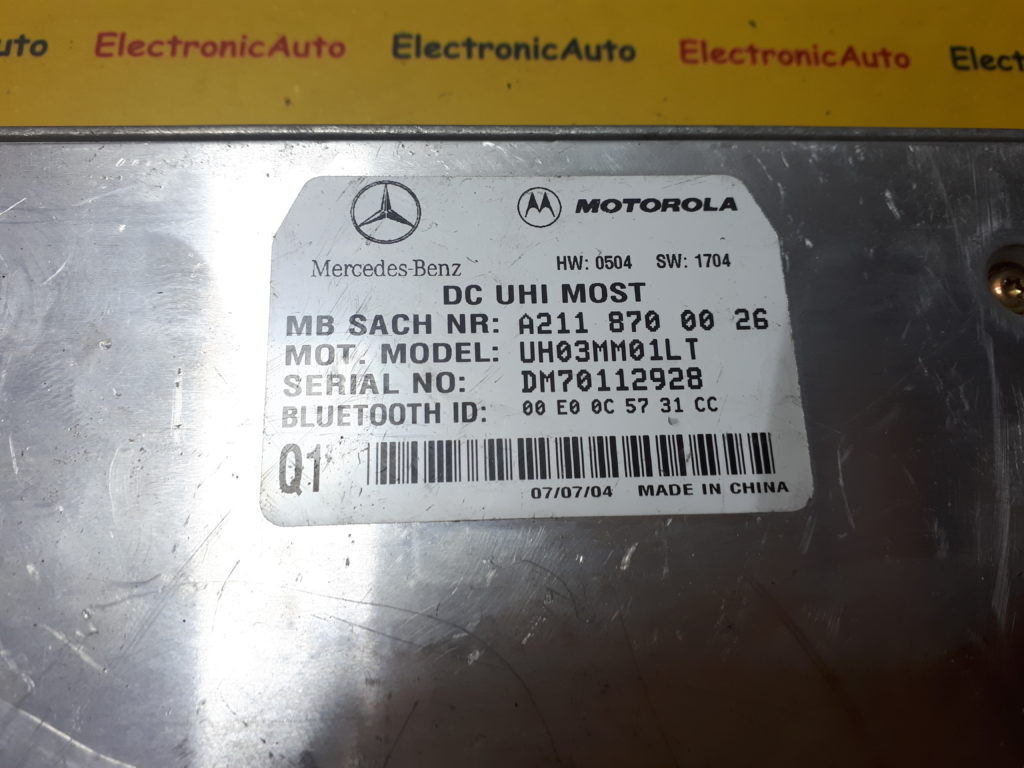 uto ElectronicAuto ElectronicAuto ElectronicAuto Elect
MOTOROLA
Mercedes-Benz HW: 0504 SW: 1704
DC UHI MOST
MB SACH NR: A211 870 00 26
MOT. MODEL: UH03MM01LT
SERIAL NO: DM70112928
BLUETOOTH ID: 00 E0 0C 57 31 CC
Q1
07/07/04 MADE IN CHINA